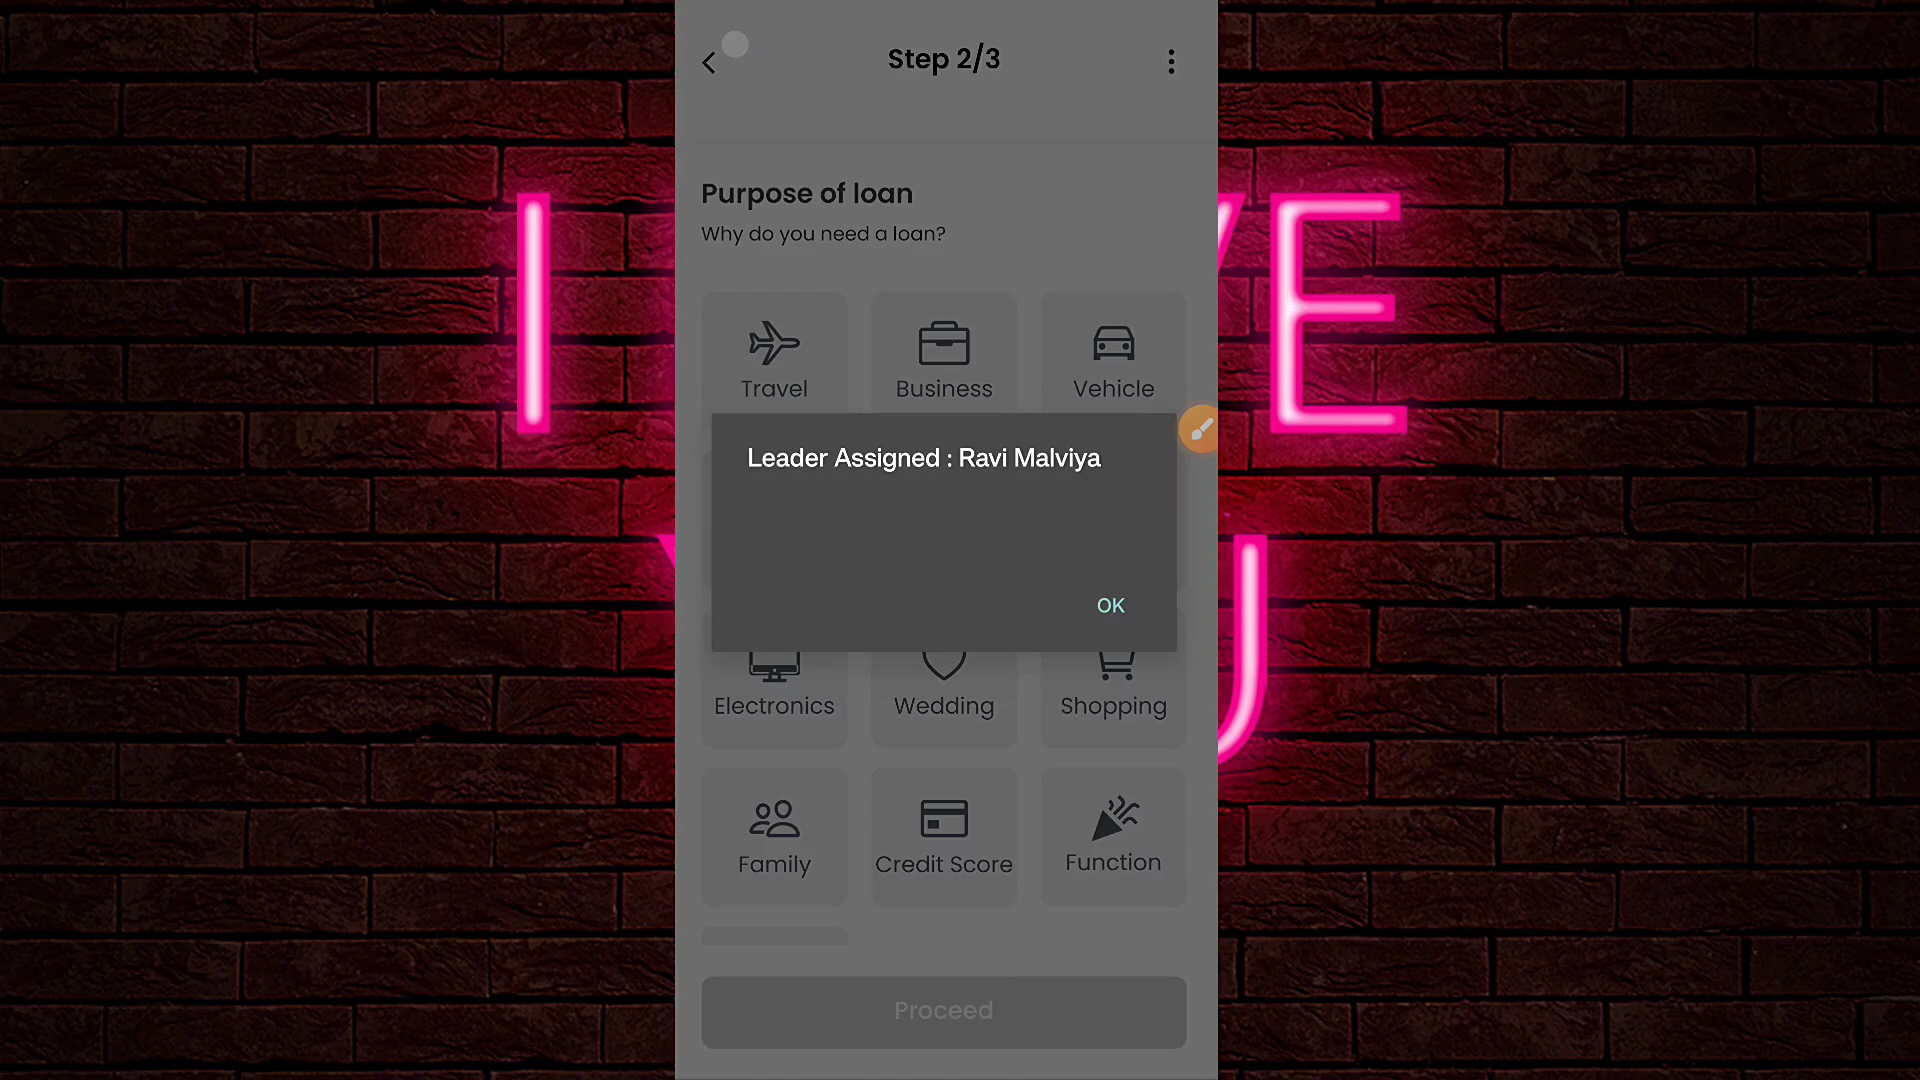 Step 2/3
Purpose of loan
Why do you need a loan?
Travel
Business
Vehicle
Leader Assigned : Ravi Malviya
OK
Electronics
Wedding
Shopping
Family
Credit Score
Function
Proceed